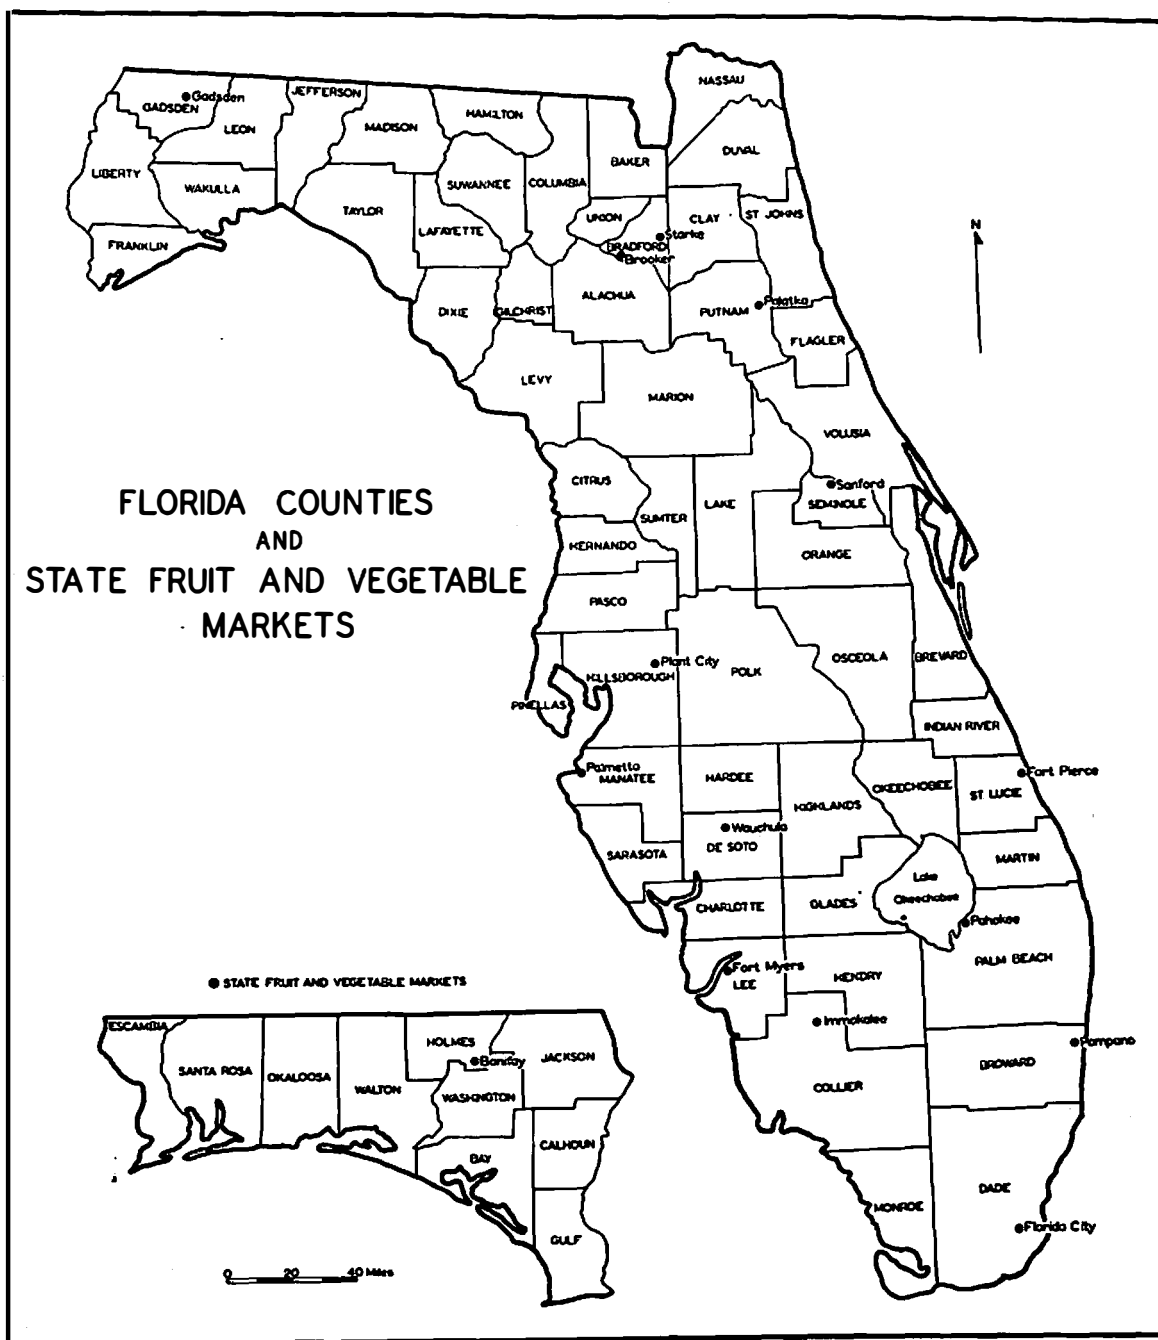 NASSAU
JEFFERSON
Gadsden
GADSDEN
HAMILTON
LEON
MADISON
DUVAL
BAKER
LIBERTY
WAKULLA
SUWANNEE
COLUMBIA
TAYLOR
UNION
CLAY
ST JOHNS
LAFAYETTE
Starke
FRANKLIN
BRADFORD
Brooker
N
ALACHUA
DIXIE
GILCHRIST
PUTNAM
Palatka
FLAGLER
LEVY
MARION
VOLUSIA
CITRUS
Sanford
LAKE
SEMINOLE
SUMTER
FLORIDA COUNTIES
AND
STATE FRUIT AND VEGETABLE
MARKETS
HERNANDO
ORANGE
PASCO
OSCEOLA
BREVARD
Plant City
POLK
HILLSBOROUGH
PINELLAS
INDIAN RIVER
Palmetto
MANATEE
HARDEE
OKEECHOBEE
Fort Pierce
HIGHLANDS
ST LUCIE
Wauchula
DE SOTO
SARASOTA
MARTIN
Lake
Okeechobee
CHARLOTTE
GLADES
Pahokee
PALM BEACH
Fort Myers
LEE
HENDRY
STATE FRUIT AND VEGETABLE MARKETS
Immokalee
ESCAMBIA
HOLMES
Pompano
JACKSON
Bonifay
BROWARD
SANTA ROSA
OKALOOSA
WALTON
COLLIER
WASHINGTON
CALHOUN
BAY
DADE
MONROE
Florida City
GULF
0 20 40 Miles